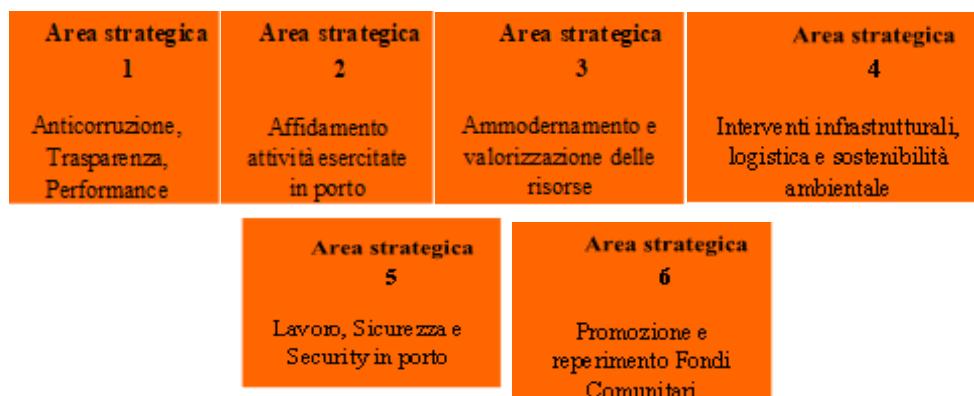 Area strategica
1
Anticorruzione,
Trasparenza,
Performance
Area strategica
2
Affidamento
attività esercitate
in porto
Area strategica
3
Ammodernamento e
valorizzazione delle
risorse
Area strategica
4
Interventi infrastrutturali,
logistica e sostenibilità
ambientale
Area strategica
5
Lavoro, Sicurezza e
Security in porto
Area strategica
6
Promozione e
reperimento Fondi
Comunitari